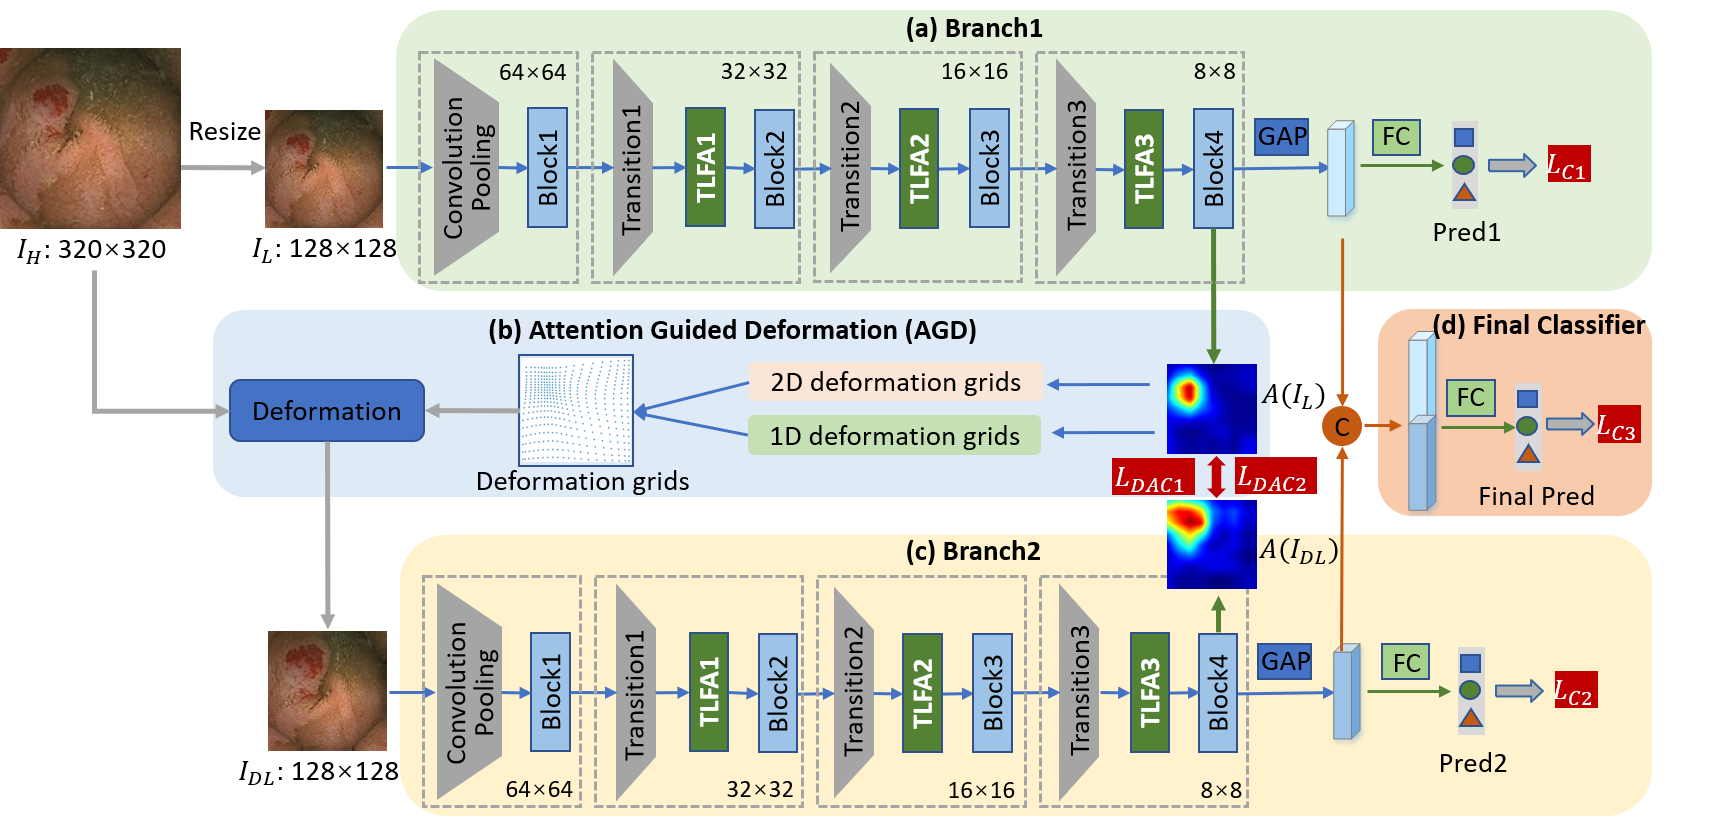 (a) Branch1
64×64
32×32
16×16
8×8
Resize
Convolution
Pooling
Block1
Transition1
TLFA1
Block2
Transition2
TLFA2
Block3
Transition3
TLFA3
Block4
GAP
FC
L_{C1}
Pred1
I_H: 320×320
I_L: 128×128
(b) Attention Guided Deformation (AGD)
(d) Final Classifier
Deformation
2D deformation grids
1D deformation grids
Deformation grids
A(I_L)
C
FC
L_{C3}
Final Pred
L_{DAC1}
L_{DAC2}
(c) Branch2
A(I_{DL})
Convolution
Pooling
Block1
Transition1
TLFA1
Block2
Transition2
TLFA2
Block3
Transition3
TLFA3
Block4
GAP
FC
L_{C2}
Pred2
I_{DL}: 128×128
64×64
32×32
16×16
8×8